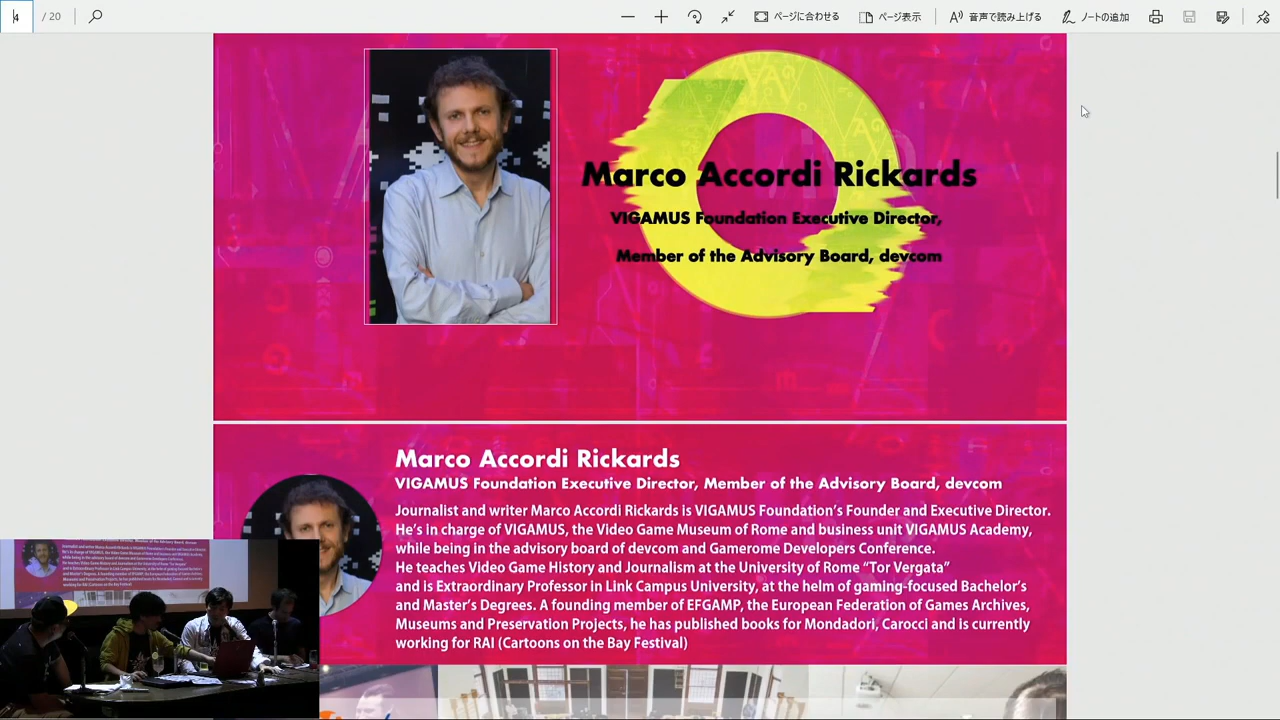 4 / 20
ページに合わせる
ページ表示
音声で読み上げる
ノートの追加
Marco Accordi Rickards
VIGAMUS Foundation Executive Director,
Member of the Advisory Board, devcom
Marco Accordi Rickards
VIGAMUS Foundation Executive Director, Member of the Advisory Board, devcom
Journalist and writer Marco Accordi Rickards is VIGAMUS Foundation's Founder and Executive Director.
He's in charge of VIGAMUS, the Video Game Museum of Rome and business unit VIGAMUS Academy,
while being in the advisory board of devcom and Gamerome Developers Conference.
He teaches Videogame History and Journalism at the University of Rome "Tor Vergata"
and is Extraordinary Professor in Link Campus University, at the helm of gaming-focused Bachelor's
and Master's Degrees. A founding member of EFGAMP, the European Federation of Games Archives,
Museums and Preservation Projects, he has published books for Mondadori, Carocci and is currently
working for RAI (Cartoons on the Bay Festival)